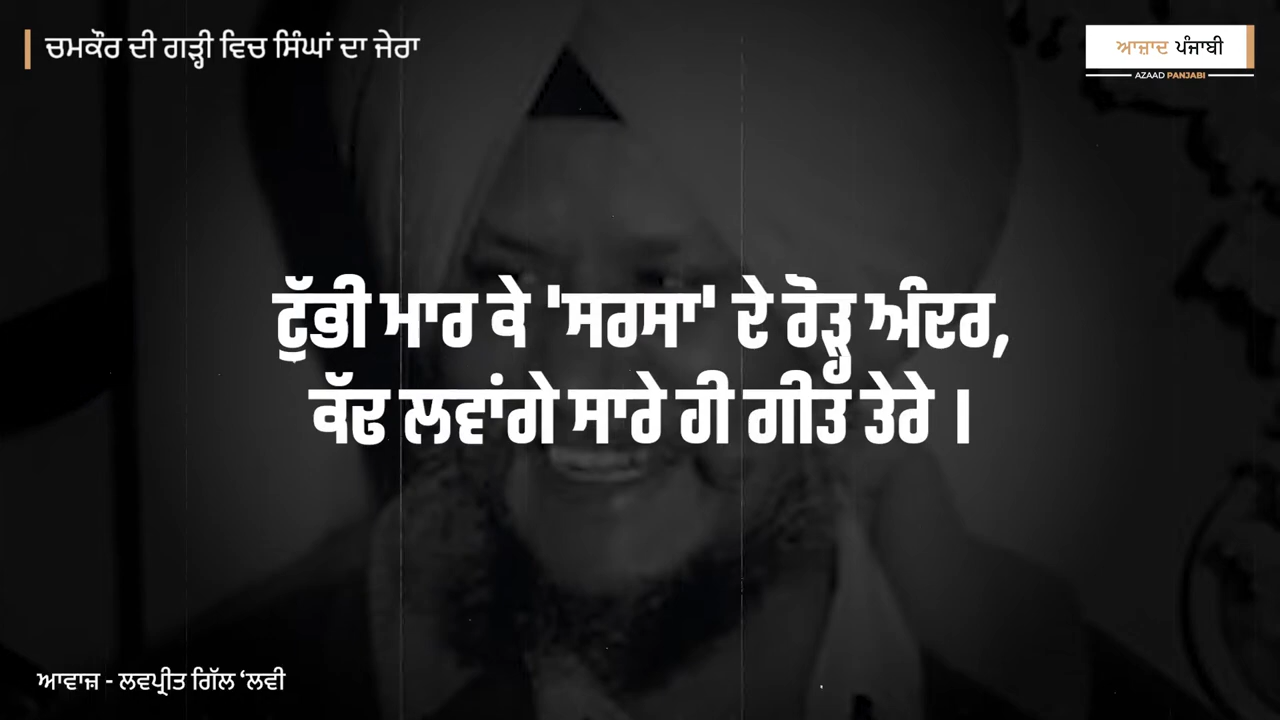 ਚਮਕੌਰ ਦੀ ਗੜ੍ਹੀ ਵਿਚ ਸਿੰਘਾਂ ਦਾ ਜੇਰਾ
ਆਜ਼ਾਦ ਪੰਜਾਬੀ
AZAAD PANJABI
ਟੁੱਭੀ ਮਾਰ ਕੇ 'ਸਰਸਾ' ਦੇ ਰੋੜ੍ਹ ਅੰਦਰ,
ਕੱਢ ਲਵਾਂਗੇ ਸਾਰੇ ਹੀ ਗੀਤ ਤੇਰੇ ।
ਆਵਾਜ਼ - ਲਵਪ੍ਰੀਤ ਗਿੱਲ ‘ਲਵੀ